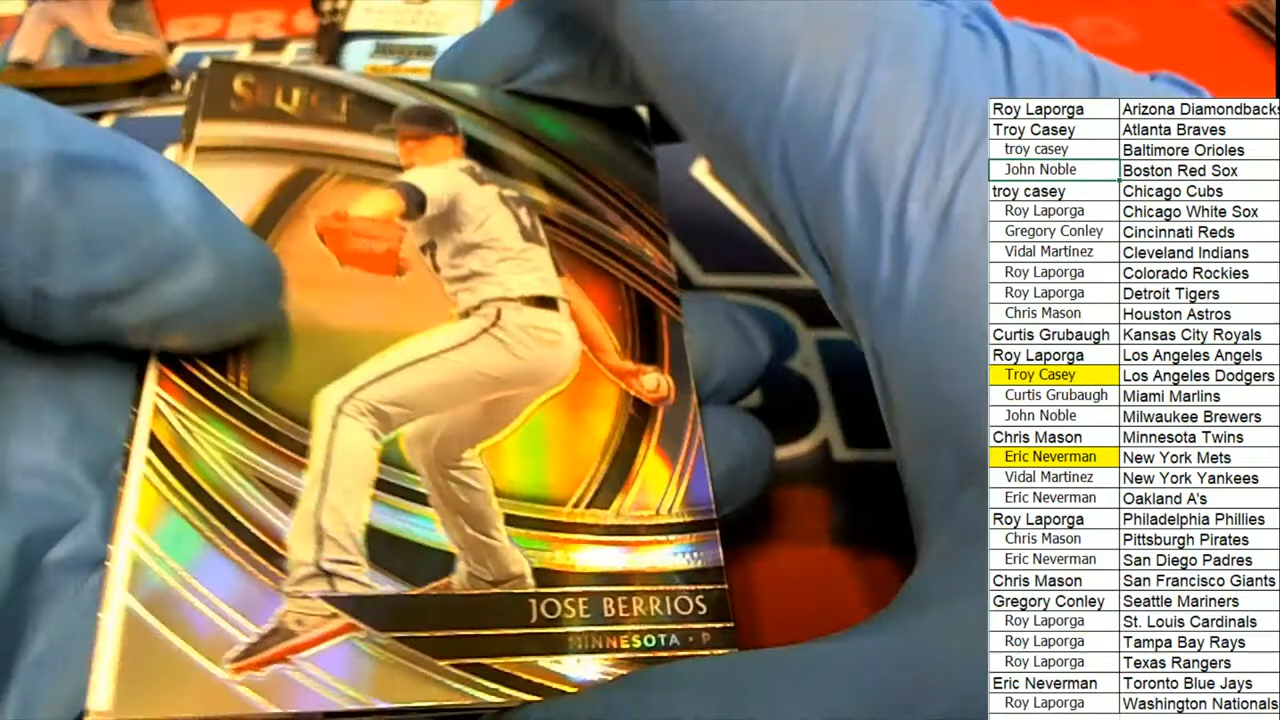 SELECT
JOSE BERRIOS
MINNESOTA • P
Roy Laporga Arizona Diamondbacks
Troy Casey Atlanta Braves
troy casey Baltimore Orioles
John Noble Boston Red Sox
troy casey Chicago Cubs
Roy Laporga Chicago White Sox
Gregory Conley Cincinnati Reds
Vidal Martinez Cleveland Indians
Roy Laporga Colorado Rockies
Roy Laporga Detroit Tigers
Chris Mason Houston Astros
Curtis Grubaugh Kansas City Royals
Roy Laporga Los Angeles Angels
Troy Casey Los Angeles Dodgers
Curtis Grubaugh Miami Marlins
John Noble Milwaukee Brewers
Chris Mason Minnesota Twins
Eric Neverman New York Mets
Vidal Martinez New York Yankees
Eric Neverman Oakland A's
Roy Laporga Philadelphia Phillies
Chris Mason Pittsburgh Pirates
Eric Neverman San Diego Padres
Chris Mason San Francisco Giants
Gregory Conley Seattle Mariners
Roy Laporga St. Louis Cardinals
Roy Laporga Tampa Bay Rays
Roy Laporga Texas Rangers
Eric Neverman Toronto Blue Jays
Roy Laporga Washington Nationals